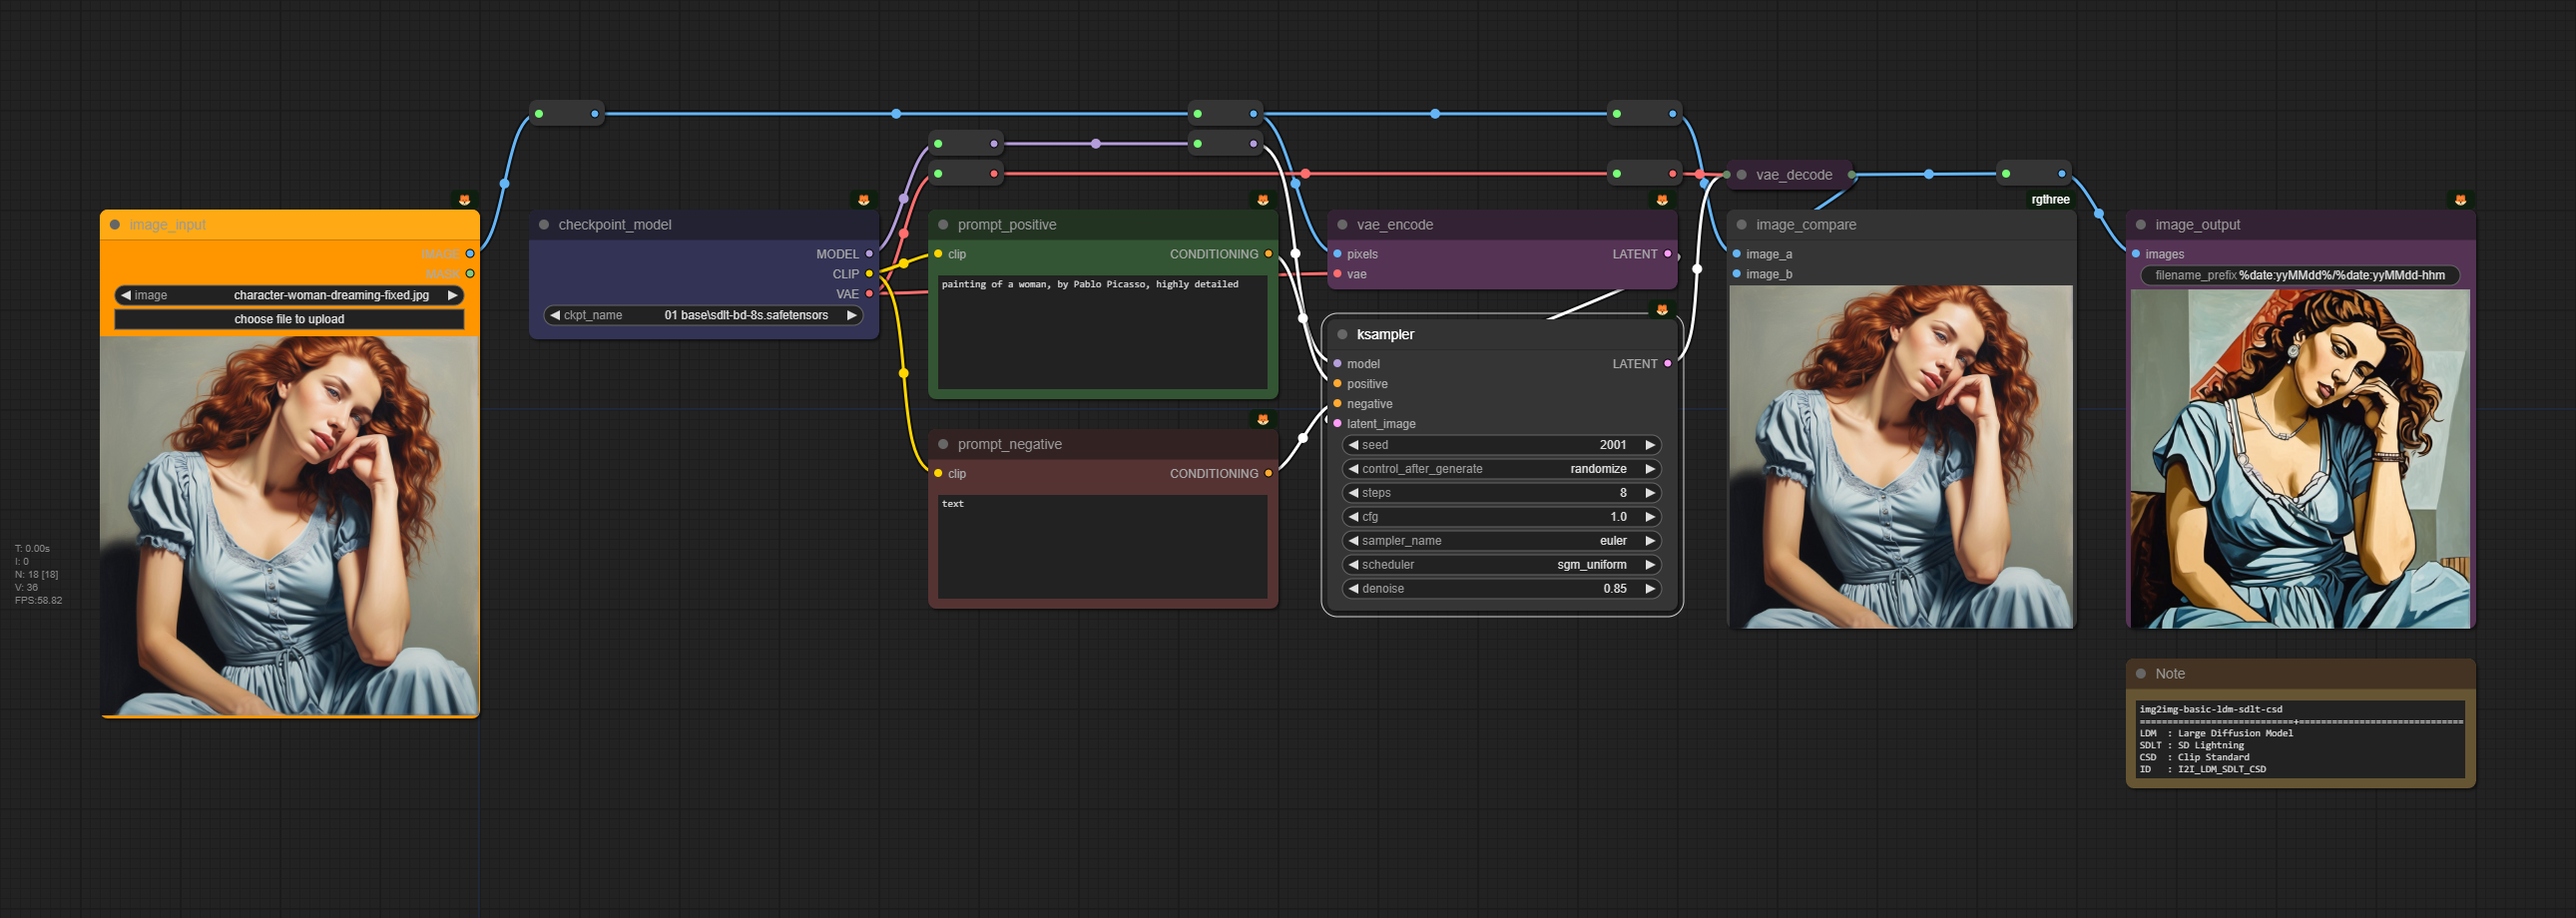 vae_decode
rgthree
image_input
IMAGE
MASK
image character-woman-dreaming-fixed.jpg
choose file to upload
checkpoint_model
MODEL
CLIP
VAE
ckpt_name 01 base\sdlt-bd-8s.safetensors
prompt_positive
clip CONDITIONING
painting of a woman, by Pablo Picasso, highly detailed
prompt_negative
clip CONDITIONING
text
vae_encode
pixels LATENT
vae
ksampler
model LATENT
positive
negative
latent_image
seed 2001
control_after_generate randomize
steps 8
cfg 1.0
sampler_name euler
scheduler sgm_uniform
denoise 0.85
image_compare
image_a
image_b
image_output
images
filename_prefix %date:yyMMdd%/%date:yyMMdd-hhm
Note
img2img-basic-ldm-sdlt-csd
=============================+===============================
LDM : Large Diffusion Model
SDLT : SD Lightning
CSD : Clip Standard
ID : I2I_LDM_SDLT_CSD
T: 0.00s
I: 0
N: 18 [18]
V: 36
FPS:58.82